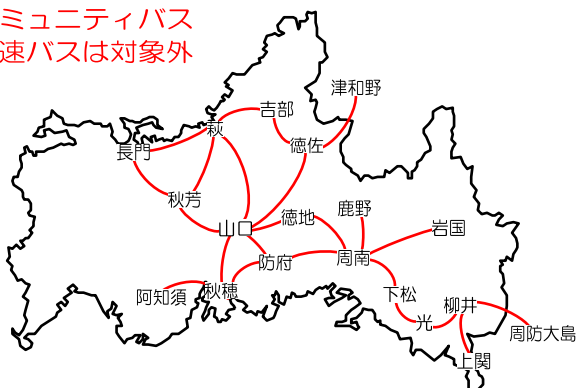 ミュニティバス
速バスは対象外
津和野
吉部
萩
徳佐
長門
秋芳
徳地
鹿野
山口
岩国
防府
周南
阿知須
秋穂
下松
柳井
光
周防大島
上関